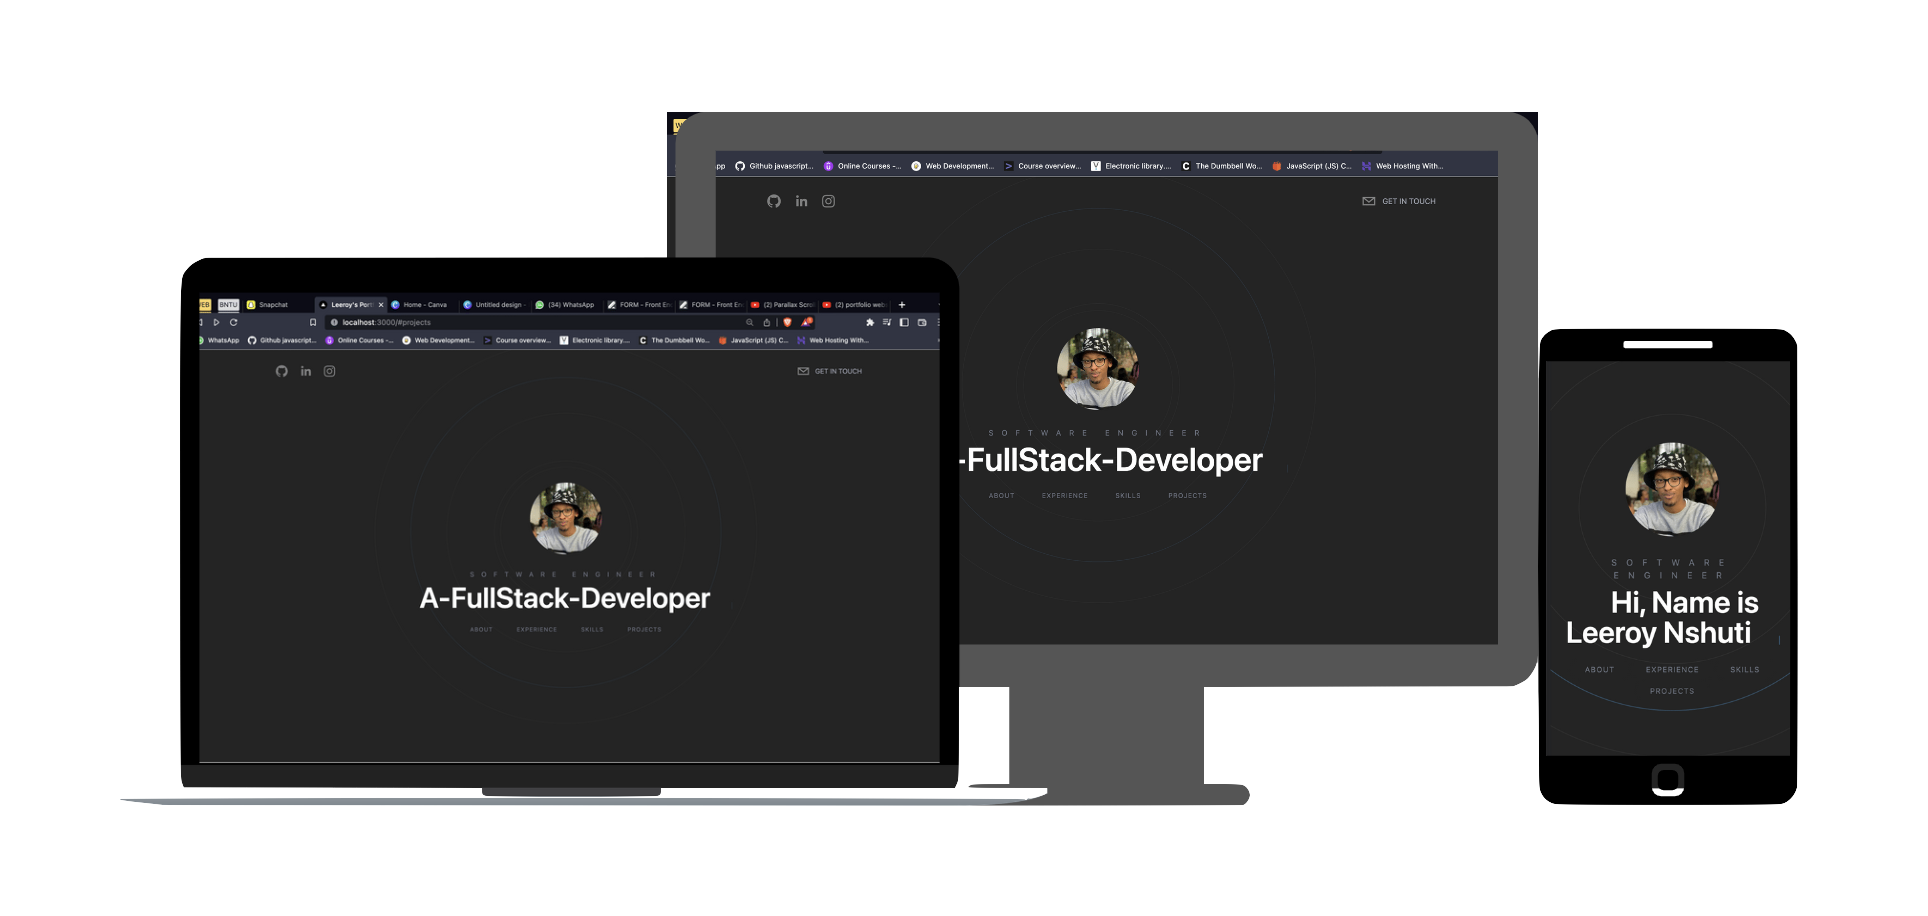 Github javascript... Online Courses -... Web Development... Course overview... Electronic library.... The Dumbbell Wo... JavaScript (JS) C... Web Hosting With...
GET IN TOUCH
SOFTWARE ENGINEER
-FullStack-Developer
ABOUT EXPERIENCE SKILLS PROJECTS
BNTU Snapchat Leeroy's Port Home - Canva Untitled design - (34) WhatsApp FORM - Front En FORM - Front En (2) Parallax Scro (2) portfolio web
localhost:3000/#projects
WhatsApp Github javascript... Online Courses -... Web Development... Course overview... Electronic library.... The Dumbbell Wo... JavaScript (JS) C... Web Hosting With...
GET IN TOUCH
SOFTWARE ENGINEER
A-FullStack-Developer
ABOUT EXPERIENCE SKILLS PROJECTS
SOFTWARE
ENGINEER
Hi, Name is
Leeroy Nshuti
ABOUT EXPERIENCE SKILLS
PROJECTS